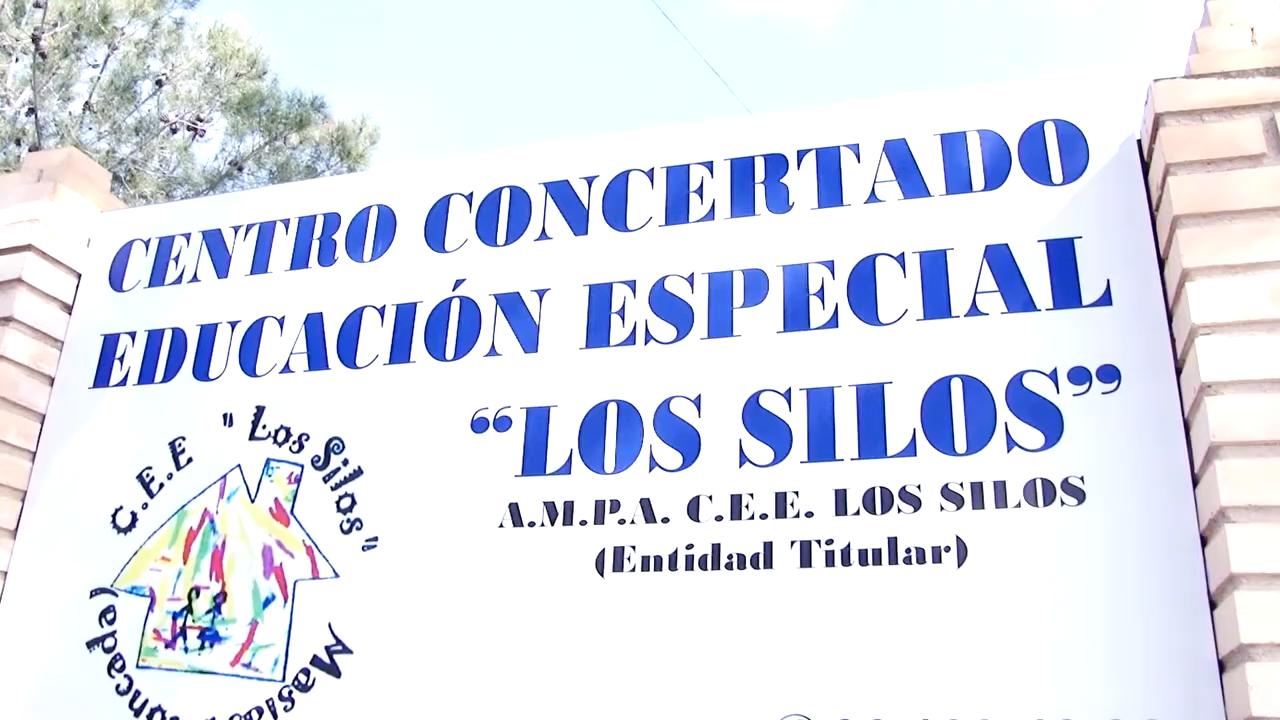 CENTRO CONCERTADO
EDUCACIÓN ESPECIAL
“LOS SILOS”
A.M.P.A. C.E.E. LOS SILOS
(Entidad Titular)
C.E.E "Los Silos"